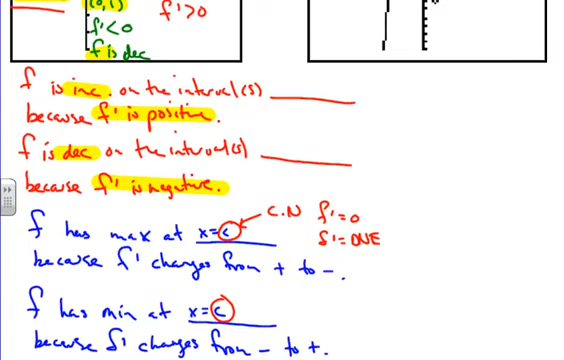 (0,1)
f' > 0
f' < 0
f is dec
f is inc. on the interval(s) ________
because f' is positive.
f is dec on the interval(s) ________
because f' is negative.
C.N f' = 0
f' = DNE
f has max at x = c
because f' changes from + to -.
f has min at x = c
because f' changes from - to +.